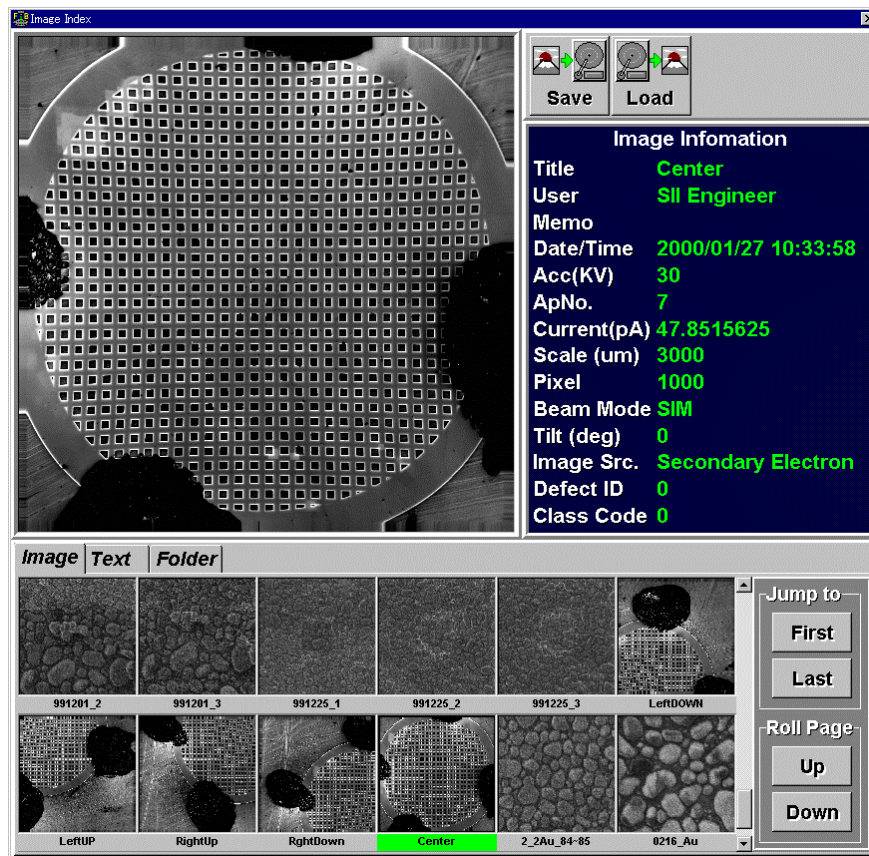 Image Index
Save Load
Image Infomation
Title Center
User SII Engineer
Memo
Date/Time 2000/01/27 10:33:58
Acc(KV) 30
ApNo. 7
Current(pA) 47.8515625
Scale (um) 3000
Pixel 1000
Beam Mode SIM
Tilt (deg) 0
Image Src. Secondary Electron
Defect ID 0
Class Code 0
Image Text Folder
991201_2 991201_3 991225_1 991225_2 991225_3 LeftDOWN
LeftUP RightUp RghtDown Center 2_2Au_84~85 0216_Au
Jump to
First
Last
Roll Page
Up
Down